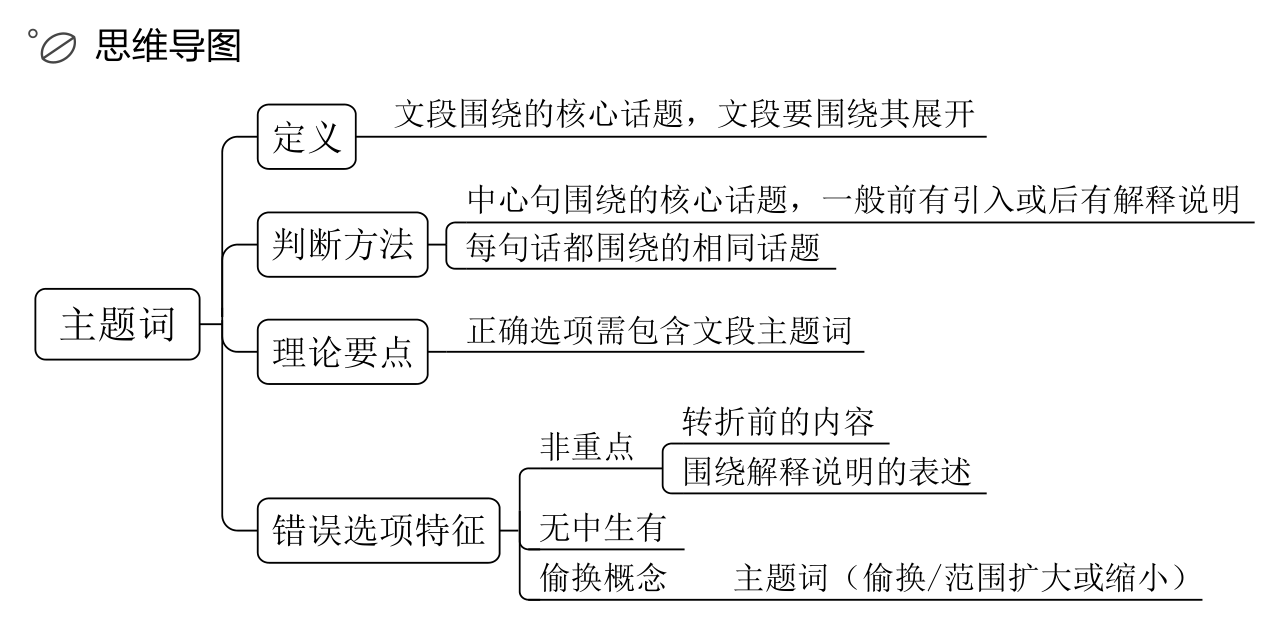 思维导图
主题词
定义
文段围绕的核心话题，文段要围绕其展开
判断方法
中心句围绕的核心话题，一般前有引入或后有解释说明
每句话都围绕的相同话题
理论要点
正确选项需包含文段主题词
错误选项特征
非重点
转折前的内容
围绕解释说明的表述
无中生有
偷换概念
主题词（偷换/范围扩大或缩小）